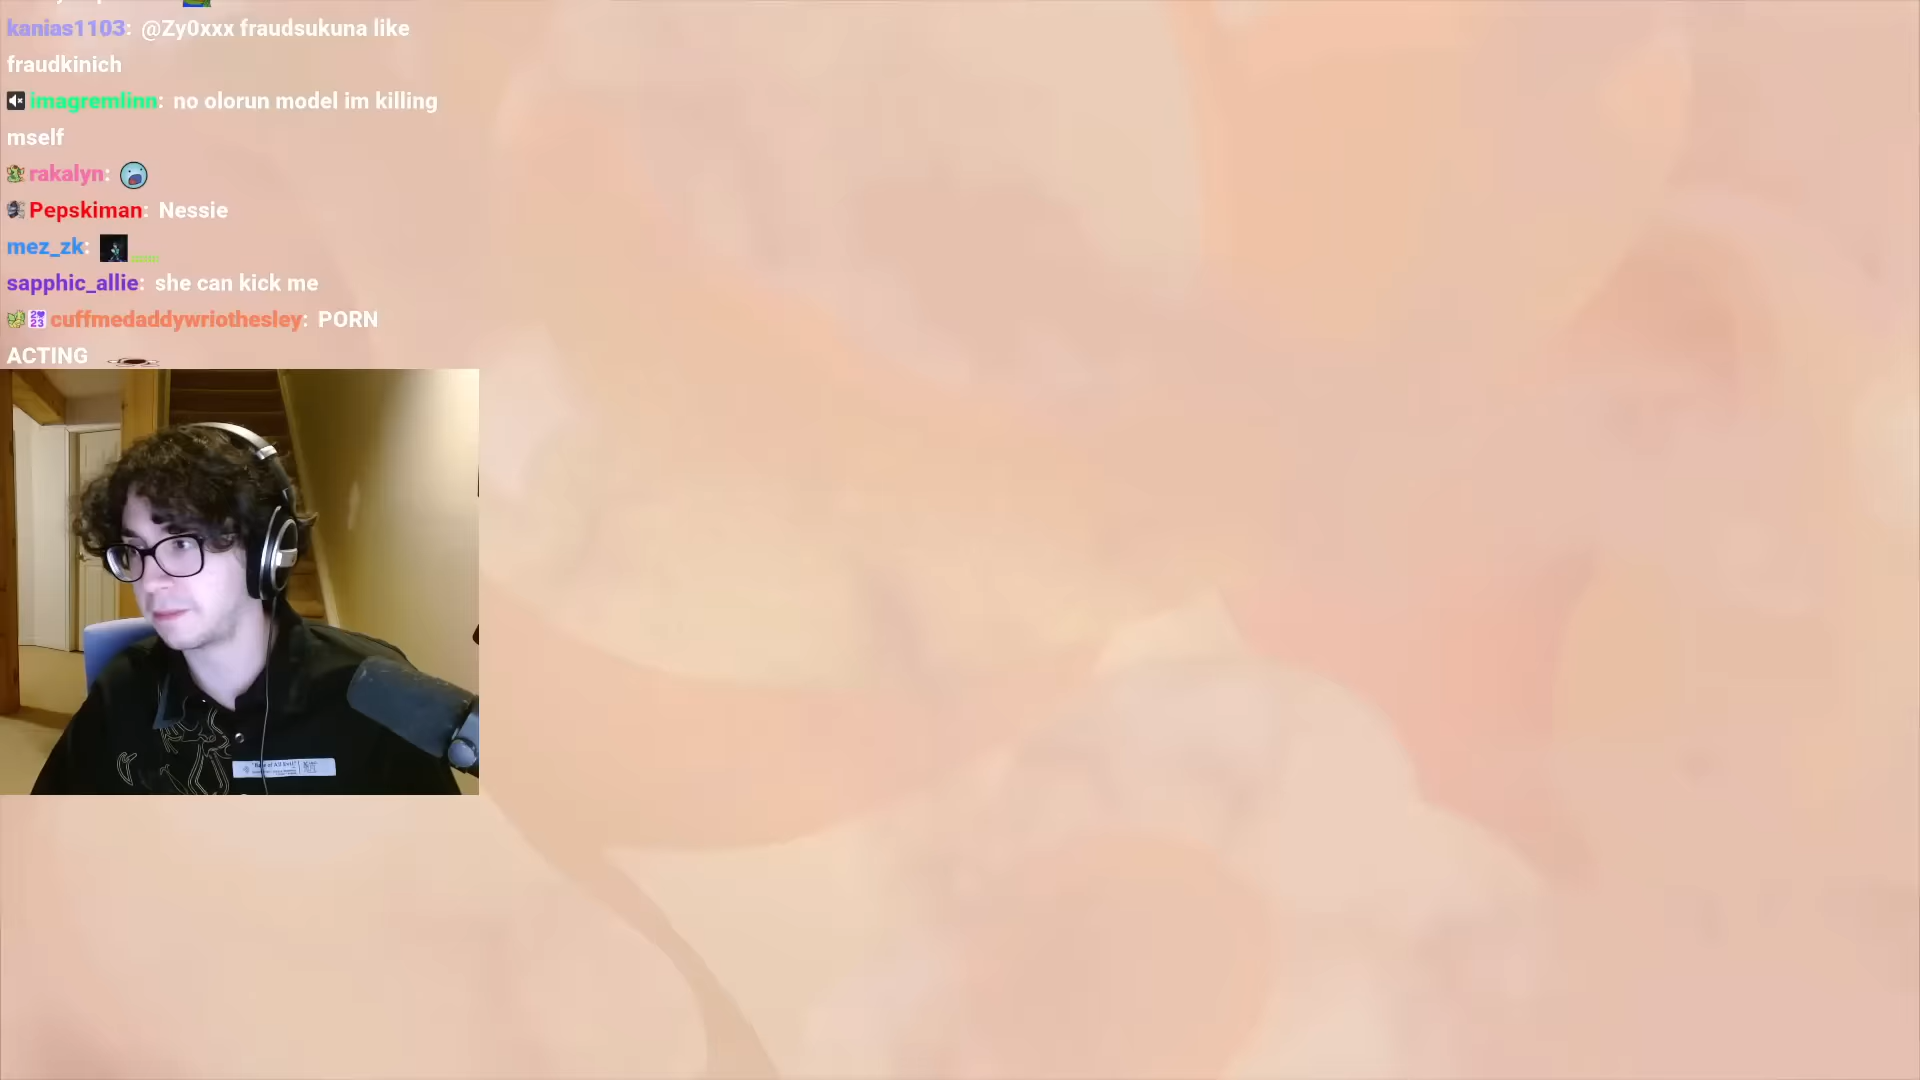 kanias1103: @Zy0xxx fraudsukuna like
fraudkinich
imagremlinn: no olorun model im killing
mself
rakalyn:
Pepskiman: Nessie
mez_zk:
sapphic_allie: she can kick me
cuffmedaddywriothesley: PORN
ACTING